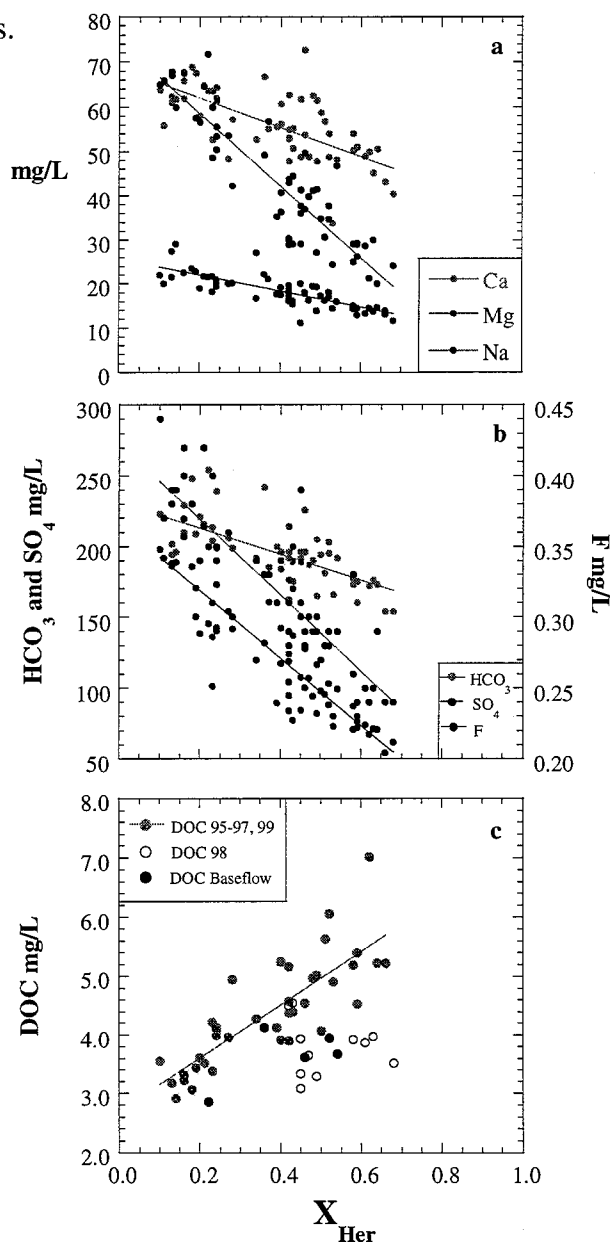 s.
a
80
70
60
mg/L
50
40
30
20
10
0
Ca
Mg
Na
b
300
250
200
150
100
50
HCO3 and SO4 mg/L
0.45
0.40
0.35
0.30
0.25
0.20
F mg/L
HCO3
SO4
F
c
8.0
7.0
6.0
5.0
4.0
3.0
2.0
DOC mg/L
DOC 95-97, 99
DOC 98
DOC Baseflow
0.0 0.2 0.4 0.6 0.8 1.0
XHer